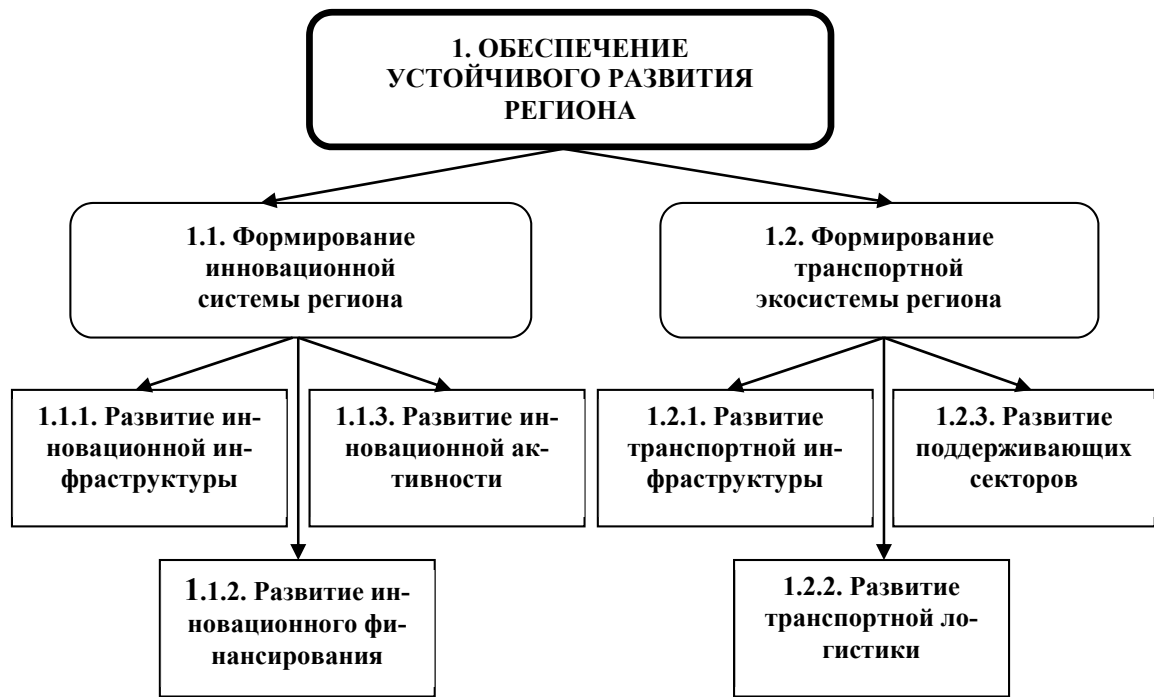 1. ОБЕСПЕЧЕНИЕ
УСТОЙЧИВОГО РАЗВИТИЯ
РЕГИОНА
1.1. Формирование
инновационной
системы региона
1.2. Формирование
транспортной
экосистемы региона
1.1.1. Развитие ин-
новационной ин-
фраструктуры
1.1.3. Развитие ин-
новационной ак-
тивности
1.2.1. Развитие
транспортной ин-
фраструктуры
1.2.3. Развитие
поддерживающих
секторов
1.1.2. Развитие ин-
новационного фи-
нансирования
1.2.2. Развитие
транспортной ло-
гистики